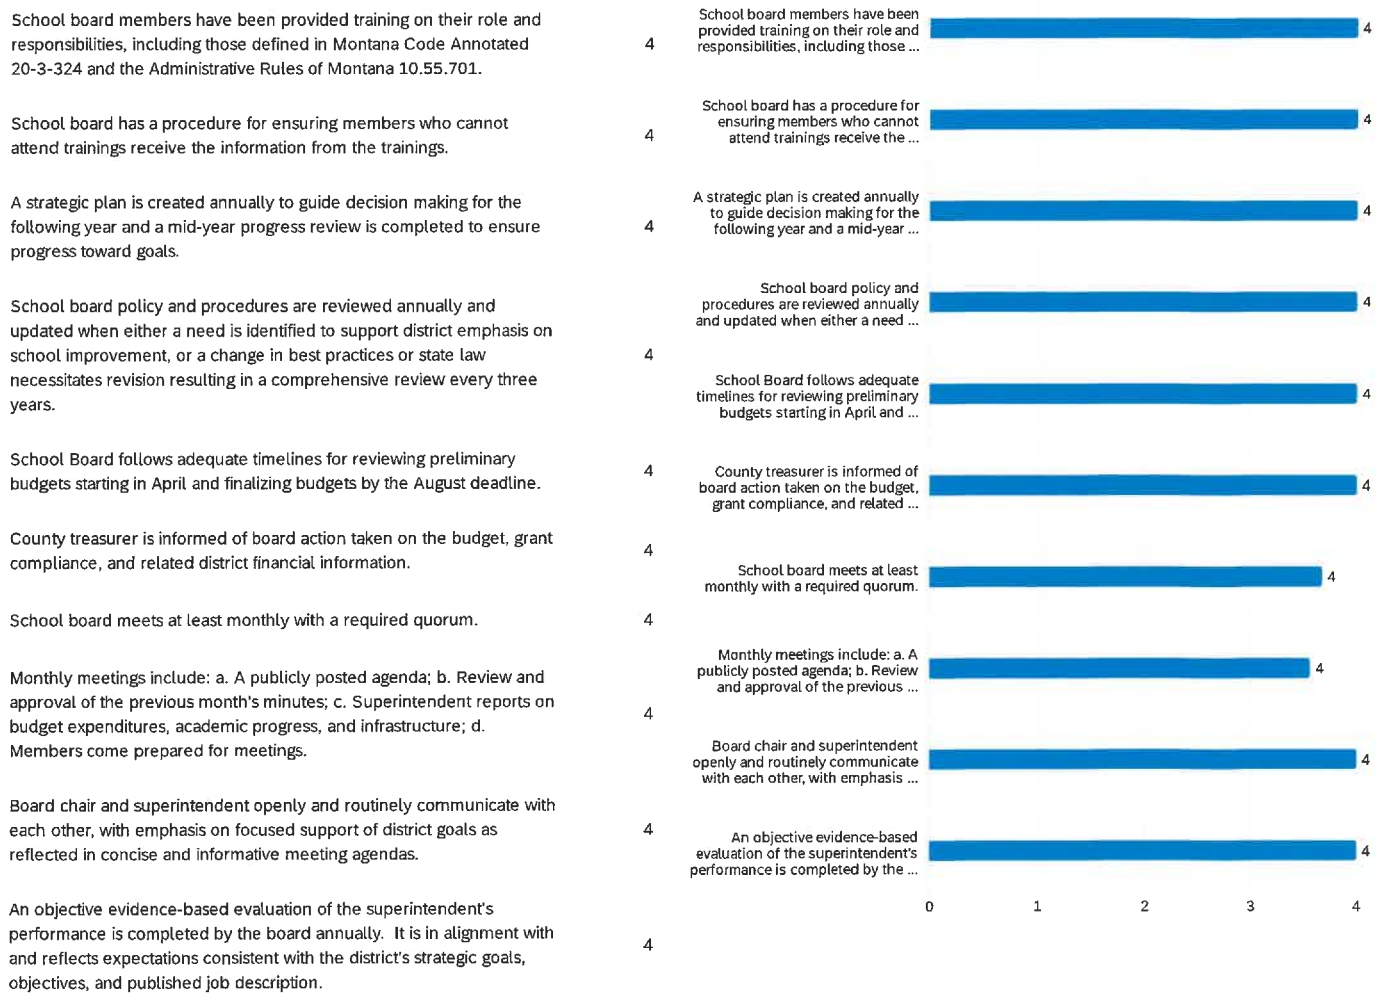 School board members have been provided training on their role and
responsibilities, including those defined in Montana Code Annotated
20-3-324 and the Administrative Rules of Montana 10.55.701.
4
School board has a procedure for ensuring members who cannot
attend trainings receive the information from the trainings.
4
A strategic plan is created annually to guide decision making for the
following year and a mid-year progress review is completed to ensure
progress toward goals.
4
School board policy and procedures are reviewed annually and
updated when either a need is identified to support district emphasis on
school improvement, or a change in best practices or state law
necessitates revision resulting in a comprehensive review every three
years.
4
School Board follows adequate timelines for reviewing preliminary
budgets starting in April and finalizing budgets by the August deadline.
4
County treasurer is informed of board action taken on the budget, grant
compliance, and related district financial information.
4
School board meets at least monthly with a required quorum.
4
Monthly meetings include: a. A publicly posted agenda; b. Review and
approval of the previous month's minutes; c. Superintendent reports on
budget expenditures, academic progress, and infrastructure; d.
Members come prepared for meetings.
4
Board chair and superintendent openly and routinely communicate with
each other, with emphasis on focused support of district goals as
reflected in concise and informative meeting agendas.
4
An objective evidence-based evaluation of the superintendent's
performance is completed by the board annually. It is in alignment with
and reflects expectations consistent with the district's strategic goals,
objectives, and published job description.
4
School board members have been
provided training on their role and
responsibilities, including those ...
4
School board has a procedure for
ensuring members who cannot
attend trainings receive the ...
4
A strategic plan is created annually
to guide decision making for the
following year and a mid-year ...
4
School board policy and
procedures are reviewed annually
and updated when either a need ...
4
School Board follows adequate
timelines for reviewing preliminary
budgets starting in April and ...
4
County treasurer is informed of
board action taken on the budget,
grant compliance, and related ...
4
School board meets at least
monthly with a required quorum.
4
Monthly meetings include: a. A
publicly posted agenda; b. Review
and approval of the previous ...
4
Board chair and superintendent
openly and routinely communicate
with each other, with emphasis ...
4
An objective evidence-based
evaluation of the superintendent's
performance is completed by the ...
4
0 1 2 3 4